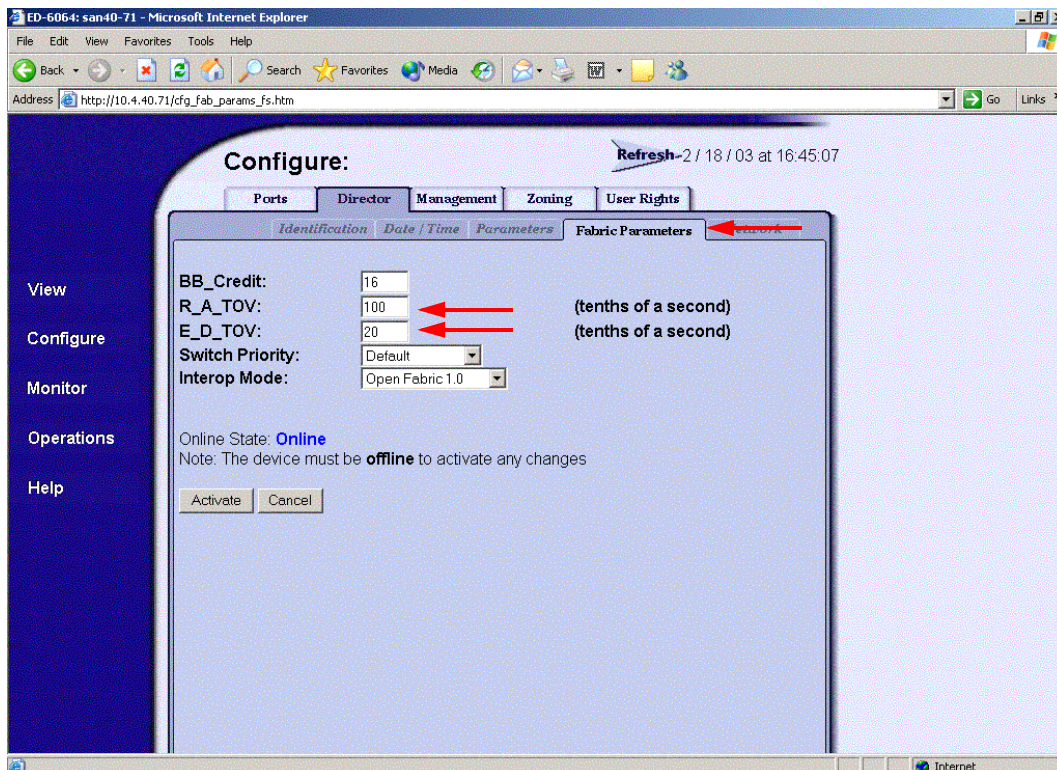 ED-6064: san40-71 - Microsoft Internet Explorer
File Edit View Favorites Tools Help
Back Search Favorites Media
Address http://10.4.40.71/cfg_fab_params_fs.htm Go Links
Configure: Refresh-2 / 18 / 03 at 16:45:07
Ports Director Management Zoning User Rights
Identification Date / Time Parameters Fabric Parameters Network
BB_Credit: 16
R_A_TOV: 100 (tenths of a second)
E_D_TOV: 20 (tenths of a second)
Switch Priority: Default
Interop Mode: Open Fabric 1.0
Online State: Online
Note: The device must be offline to activate any changes
Activate Cancel
View
Configure
Monitor
Operations
Help
Internet